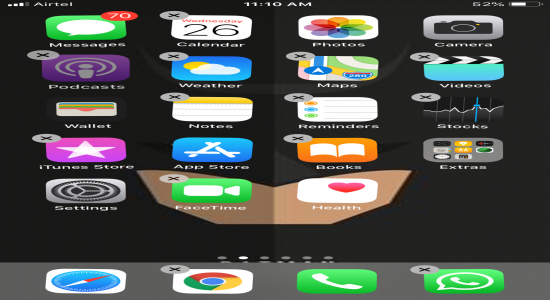 Airtel 11:10 AM 52%
70
Wednesday
26
Messages Calendar Photos Camera
280
Podcasts Weather Maps Videos
Wallet Notes Reminders Stocks
iTunes Store App Store Books Extras
Settings FaceTime Health